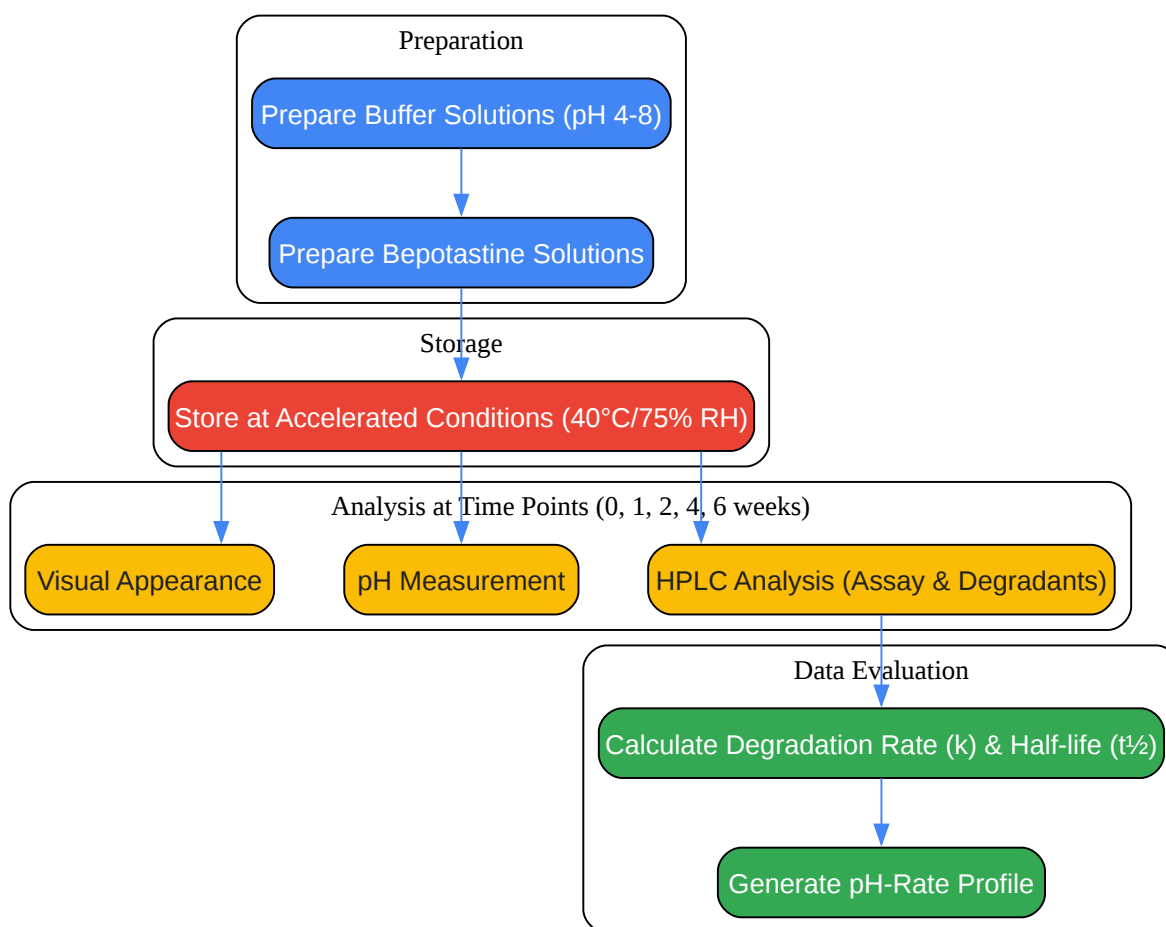 Preparation
Prepare Buffer Solutions (pH 4-8)
Prepare Bepotastine Solutions
Storage
Store at Accelerated Conditions (40°C/75% RH)
Analysis at Time Points (0, 1, 2, 4, 6 weeks)
Visual Appearance
pH Measurement
HPLC Analysis (Assay & Degradants)
Data Evaluation
Calculate Degradation Rate (k) & Half-life (t½)
Generate pH-Rate Profile